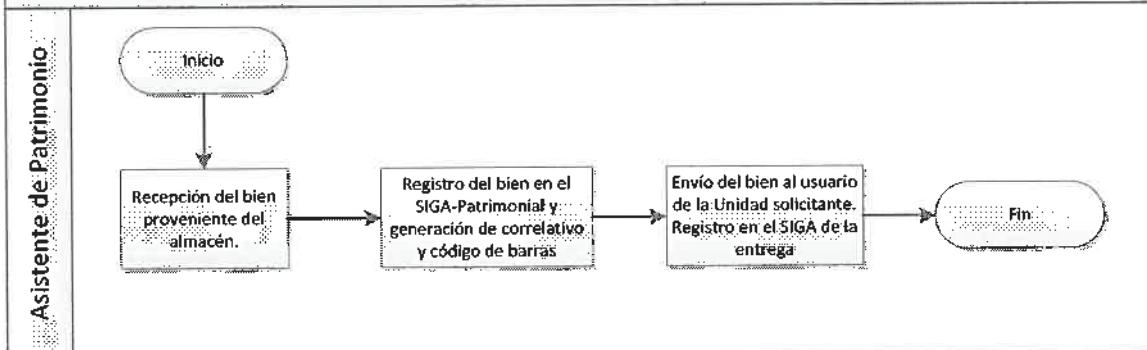 Asistente de Patrimonio
Inicio
Recepción del bien
proveniente del
almacén.
Registro del bien en el
SIGA-Patrimonial y
generación de correlativo
y código de barras
Envío del bien al usuario
de la Unidad solicitante.
Registro en el SIGA de la
entrega
Fin